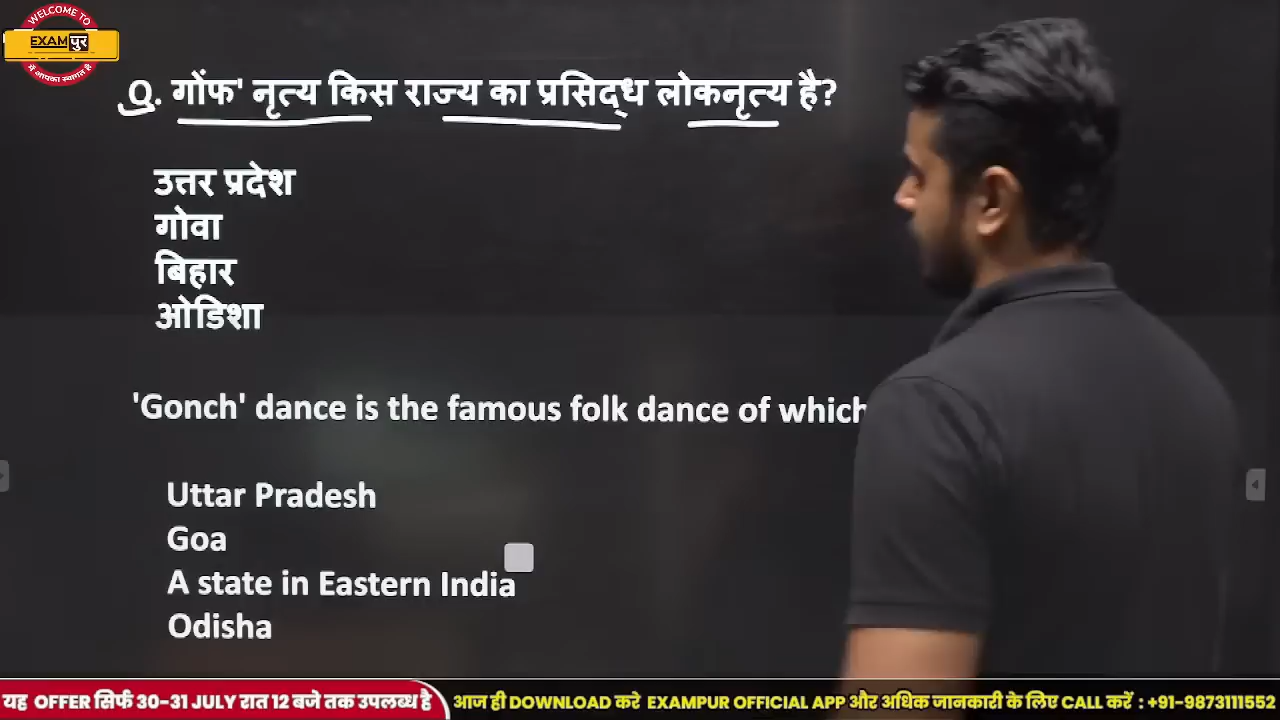 WELCOME TO
EXAMपुर
में आपका स्वागत है
Q. गोंफ' नृत्य किस राज्य का प्रसिद्ध लोकनृत्य है?
उत्तर प्रदेश
गोवा
बिहार
ओडिशा
'Gonch' dance is the famous folk dance of which
Uttar Pradesh
Goa
A state in Eastern India
Odisha
यह OFFER सिर्फ 30-31 JULY रात 12 बजे तक उपलब्ध है
आज ही DOWNLOAD करे EXAMPUR OFFICIAL APP और अधिक जानकारी के लिए CALL करें : +91-9873111552